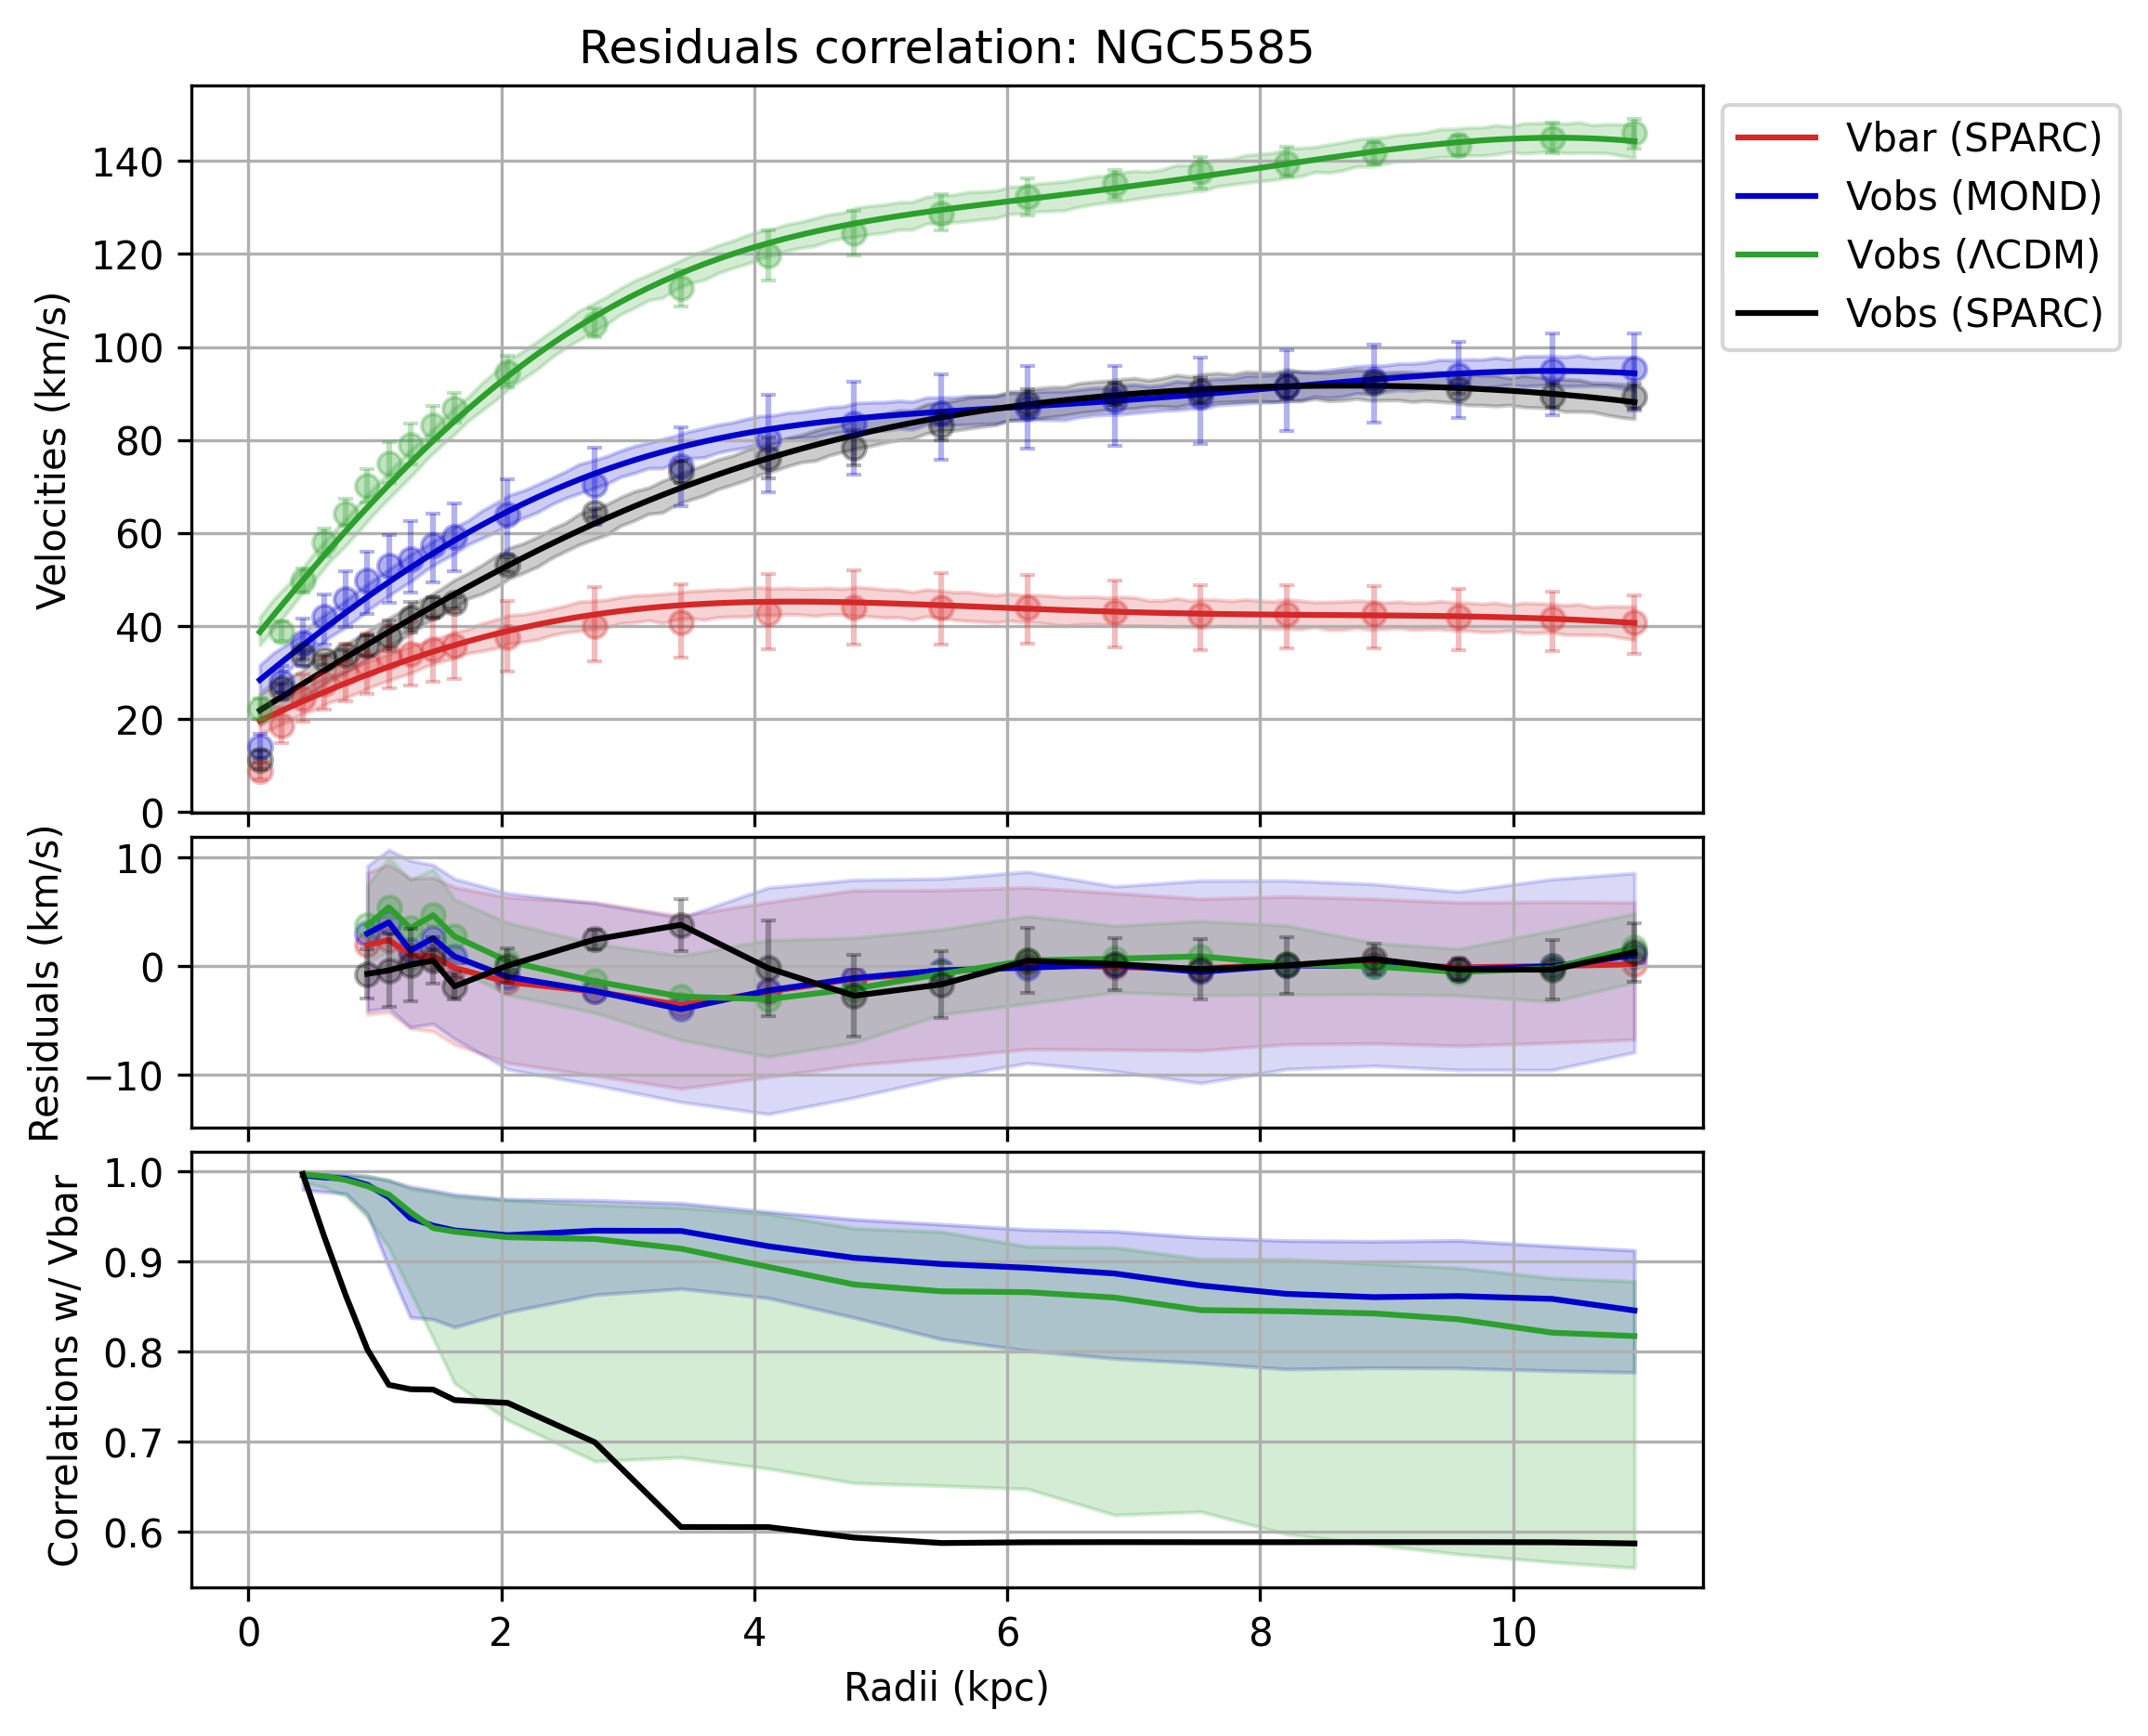 Residuals correlation: NGC5585
Velocities (km/s)
140
120
100
80
60
40
20
0
Vbar (SPARC)
Vobs (MOND)
Vobs (ΛCDM)
Vobs (SPARC)
Residuals (km/s)
10
0
−10
Correlations w/ Vbar
1.0
0.9
0.8
0.7
0.6
0 2 4 6 8 10
Radii (kpc)